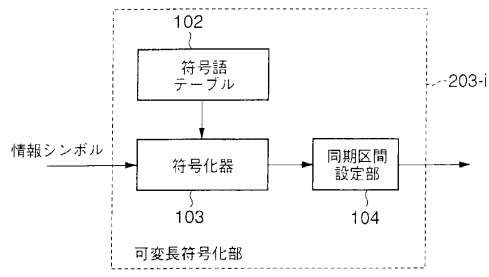 102
符号語
テーブル
203-i
情報シンボル
符号化器
同期区間
設定部
103
104
可変長符号化部